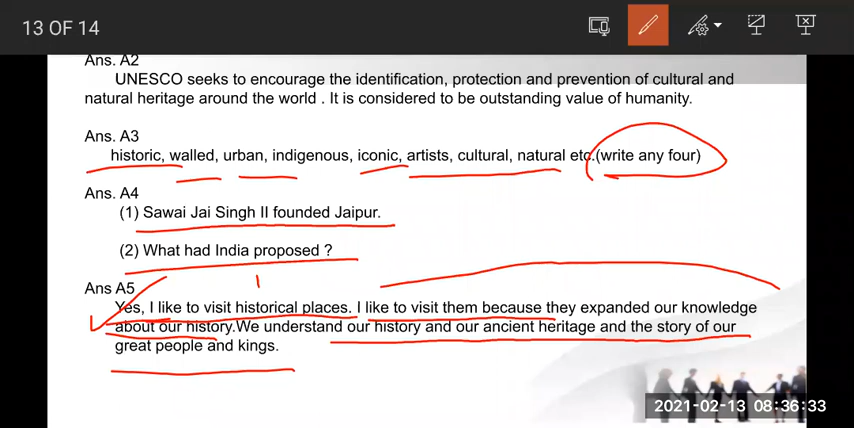 13 OF 14
Ans. A2
UNESCO seeks to encourage the identification, protection and prevention of cultural and
natural heritage around the world . It is considered to be outstanding value of humanity.
Ans. A3
historic, walled, urban, indigenous, iconic, artists, cultural, natural etc.(write any four)
Ans. A4
(1) Sawai Jai Singh II founded Jaipur.
(2) What had India proposed ?
Ans A5
Yes, I like to visit historical places. I like to visit them because they expanded our knowledge
about our history.We understand our history and our ancient heritage and the story of our
great people and kings.
2021-02-13 08:36:33